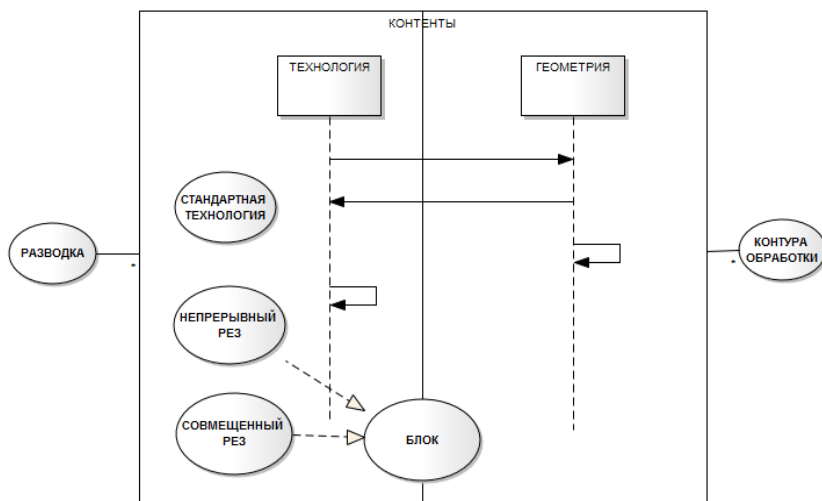 КОНТЕНТЫ
ТЕХНОЛОГИЯ
ГЕОМЕТРИЯ
СТАНДАРТНАЯ
ТЕХНОЛОГИЯ
РАЗВОДКА
*
КОНТУРА
ОБРАБОТКИ
*
НЕПРЕРЫВНЫЙ
РЕЗ
СОВМЕЩЕННЫЙ
РЕЗ
БЛОК